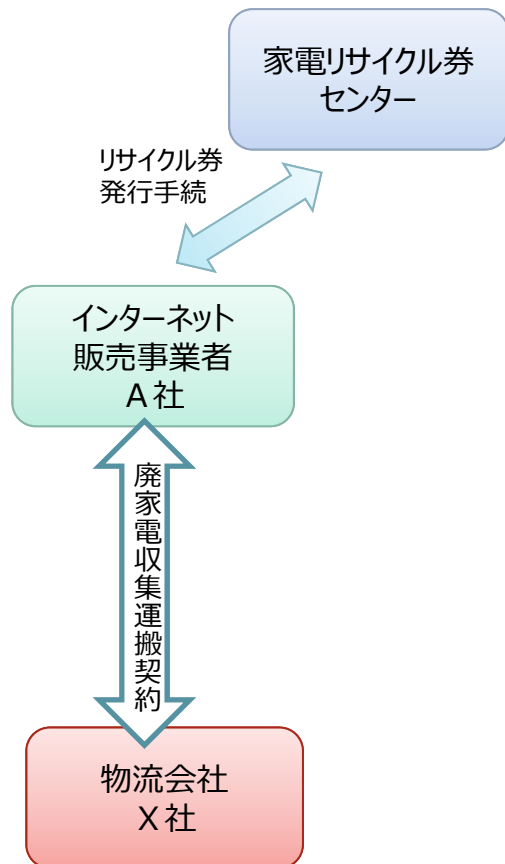 家電リサイクル券
センター
リサイクル券
発行手続
インターネット
販売事業者
A社
廃家電収集運搬契約
物流会社
X社